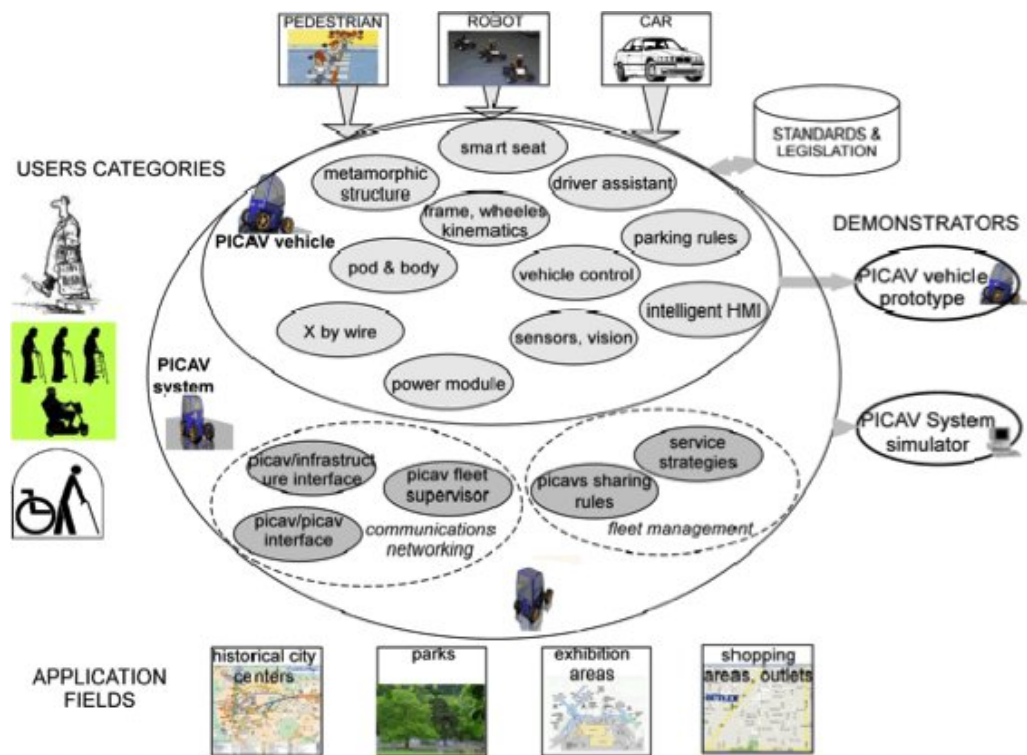 PEDESTRIAN
ROBOT
CAR
STANDARDS &
LEGISLATION
USERS CATEGORIES
smart seat
metamorphic
structure
driver assistant
frame, wheeles
kinematics
PICAV vehicle
parking rules
DEMONSTRATORS
pod & body
vehicle control
PICAV vehicle
prototype
intelligent HMI
X by wire
sensors, vision
PICAV
system
power module
PICAV System
simulator
service
strategies
picav/infrastruct
ure interface
picav fleet
supervisor
picavs sharing
rules
picav/picav
interface
communications
networking
fleet management
APPLICATION
FIELDS
historical city
centers
parks
exhibition
areas
shopping
areas, outlets